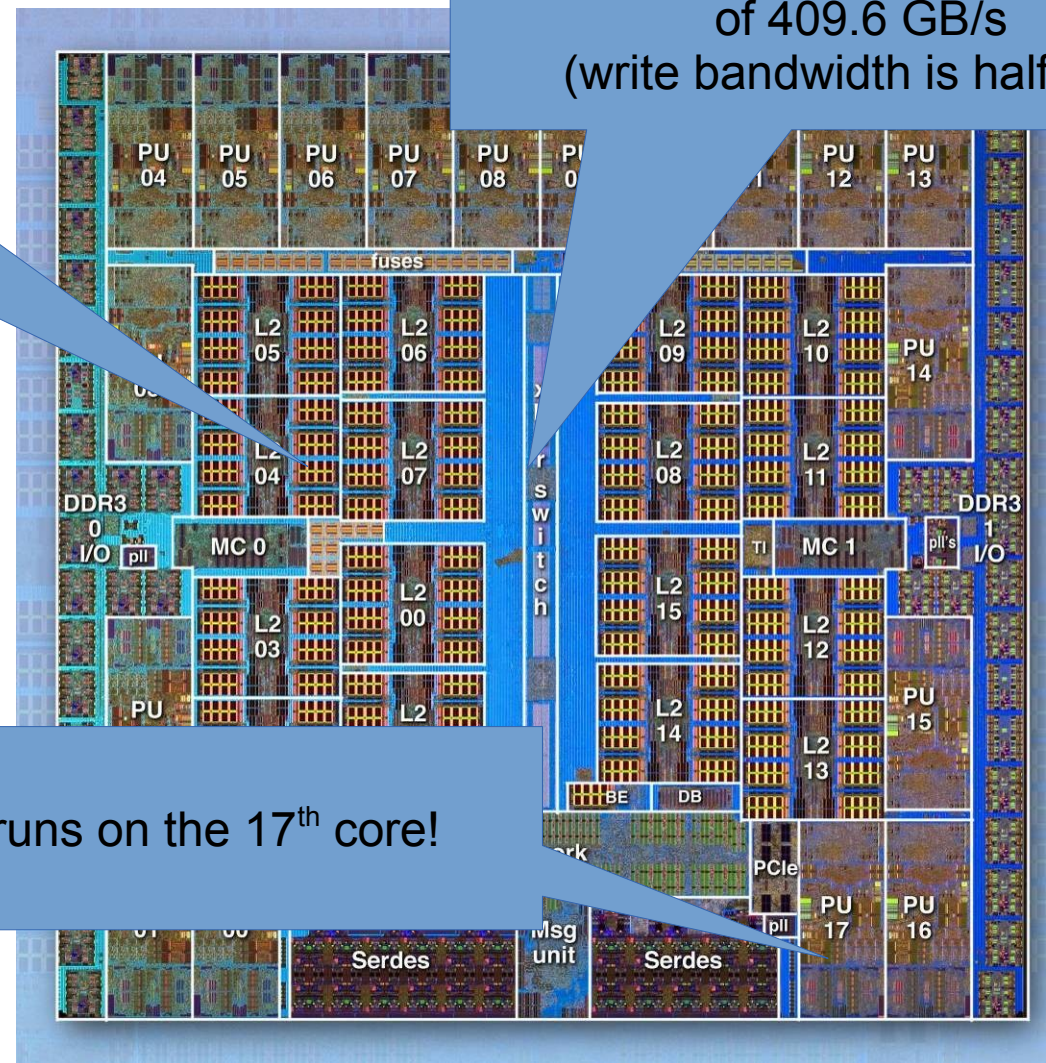 of 409.6 GB/s
(write bandwidth is half
PU 04
PU 05
PU 06
PU 07
PU 08
PU 12
PU 13
fuses
L2 05
L2 06
L2 09
L2 10
PU 14
L2 04
L2 07
switch
L2 08
L2 11
DDR3 0 I/O
pll
MC 0
TI
MC 1
pll's
DDR3 1 I/O
L2 03
L2 00
L2 15
L2 12
PU
L2
L2 14
L2 13
PU 15
BE
DB
runs on the 17th core!
PCIe
pll
PU 17
PU 16
Serdes
Msg unit
Serdes